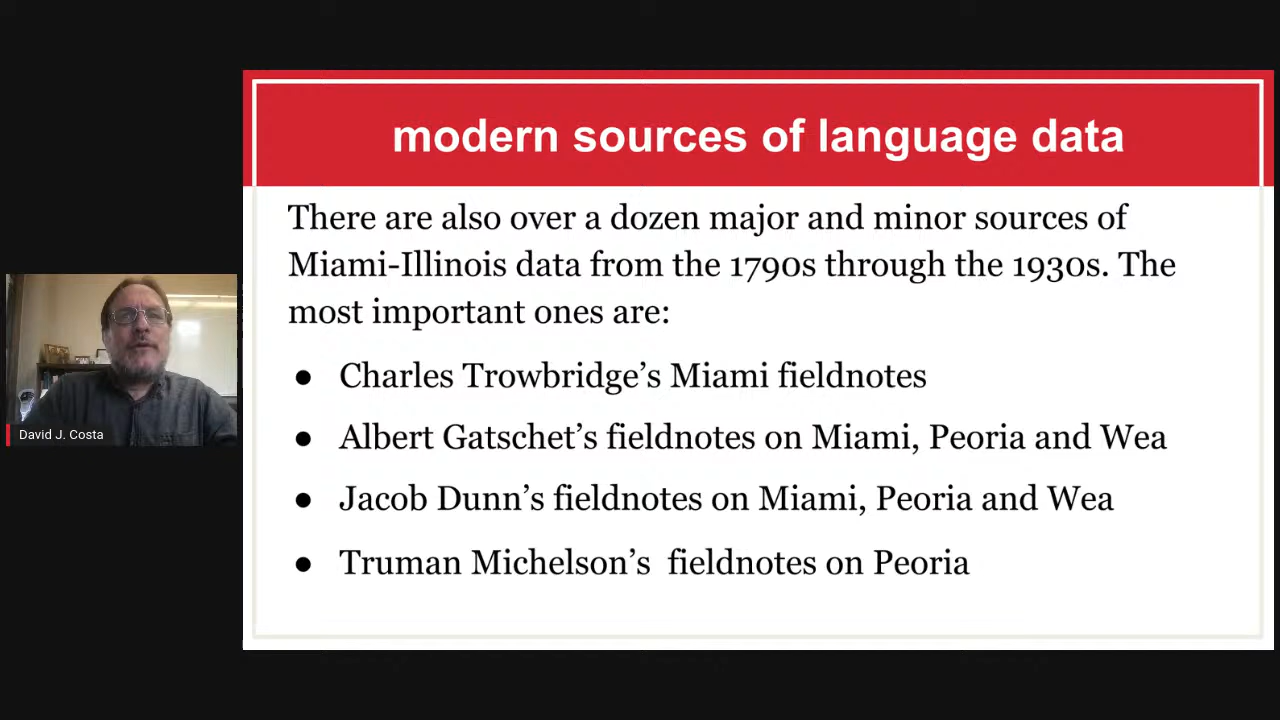 modern sources of language data
There are also over a dozen major and minor sources of
Miami-Illinois data from the 1790s through the 1930s. The
most important ones are:
● Charles Trowbridge’s Miami fieldnotes
● Albert Gatschet’s fieldnotes on Miami, Peoria and Wea
● Jacob Dunn’s fieldnotes on Miami, Peoria and Wea
● Truman Michelson’s  fieldnotes on Peoria
David J. Costa